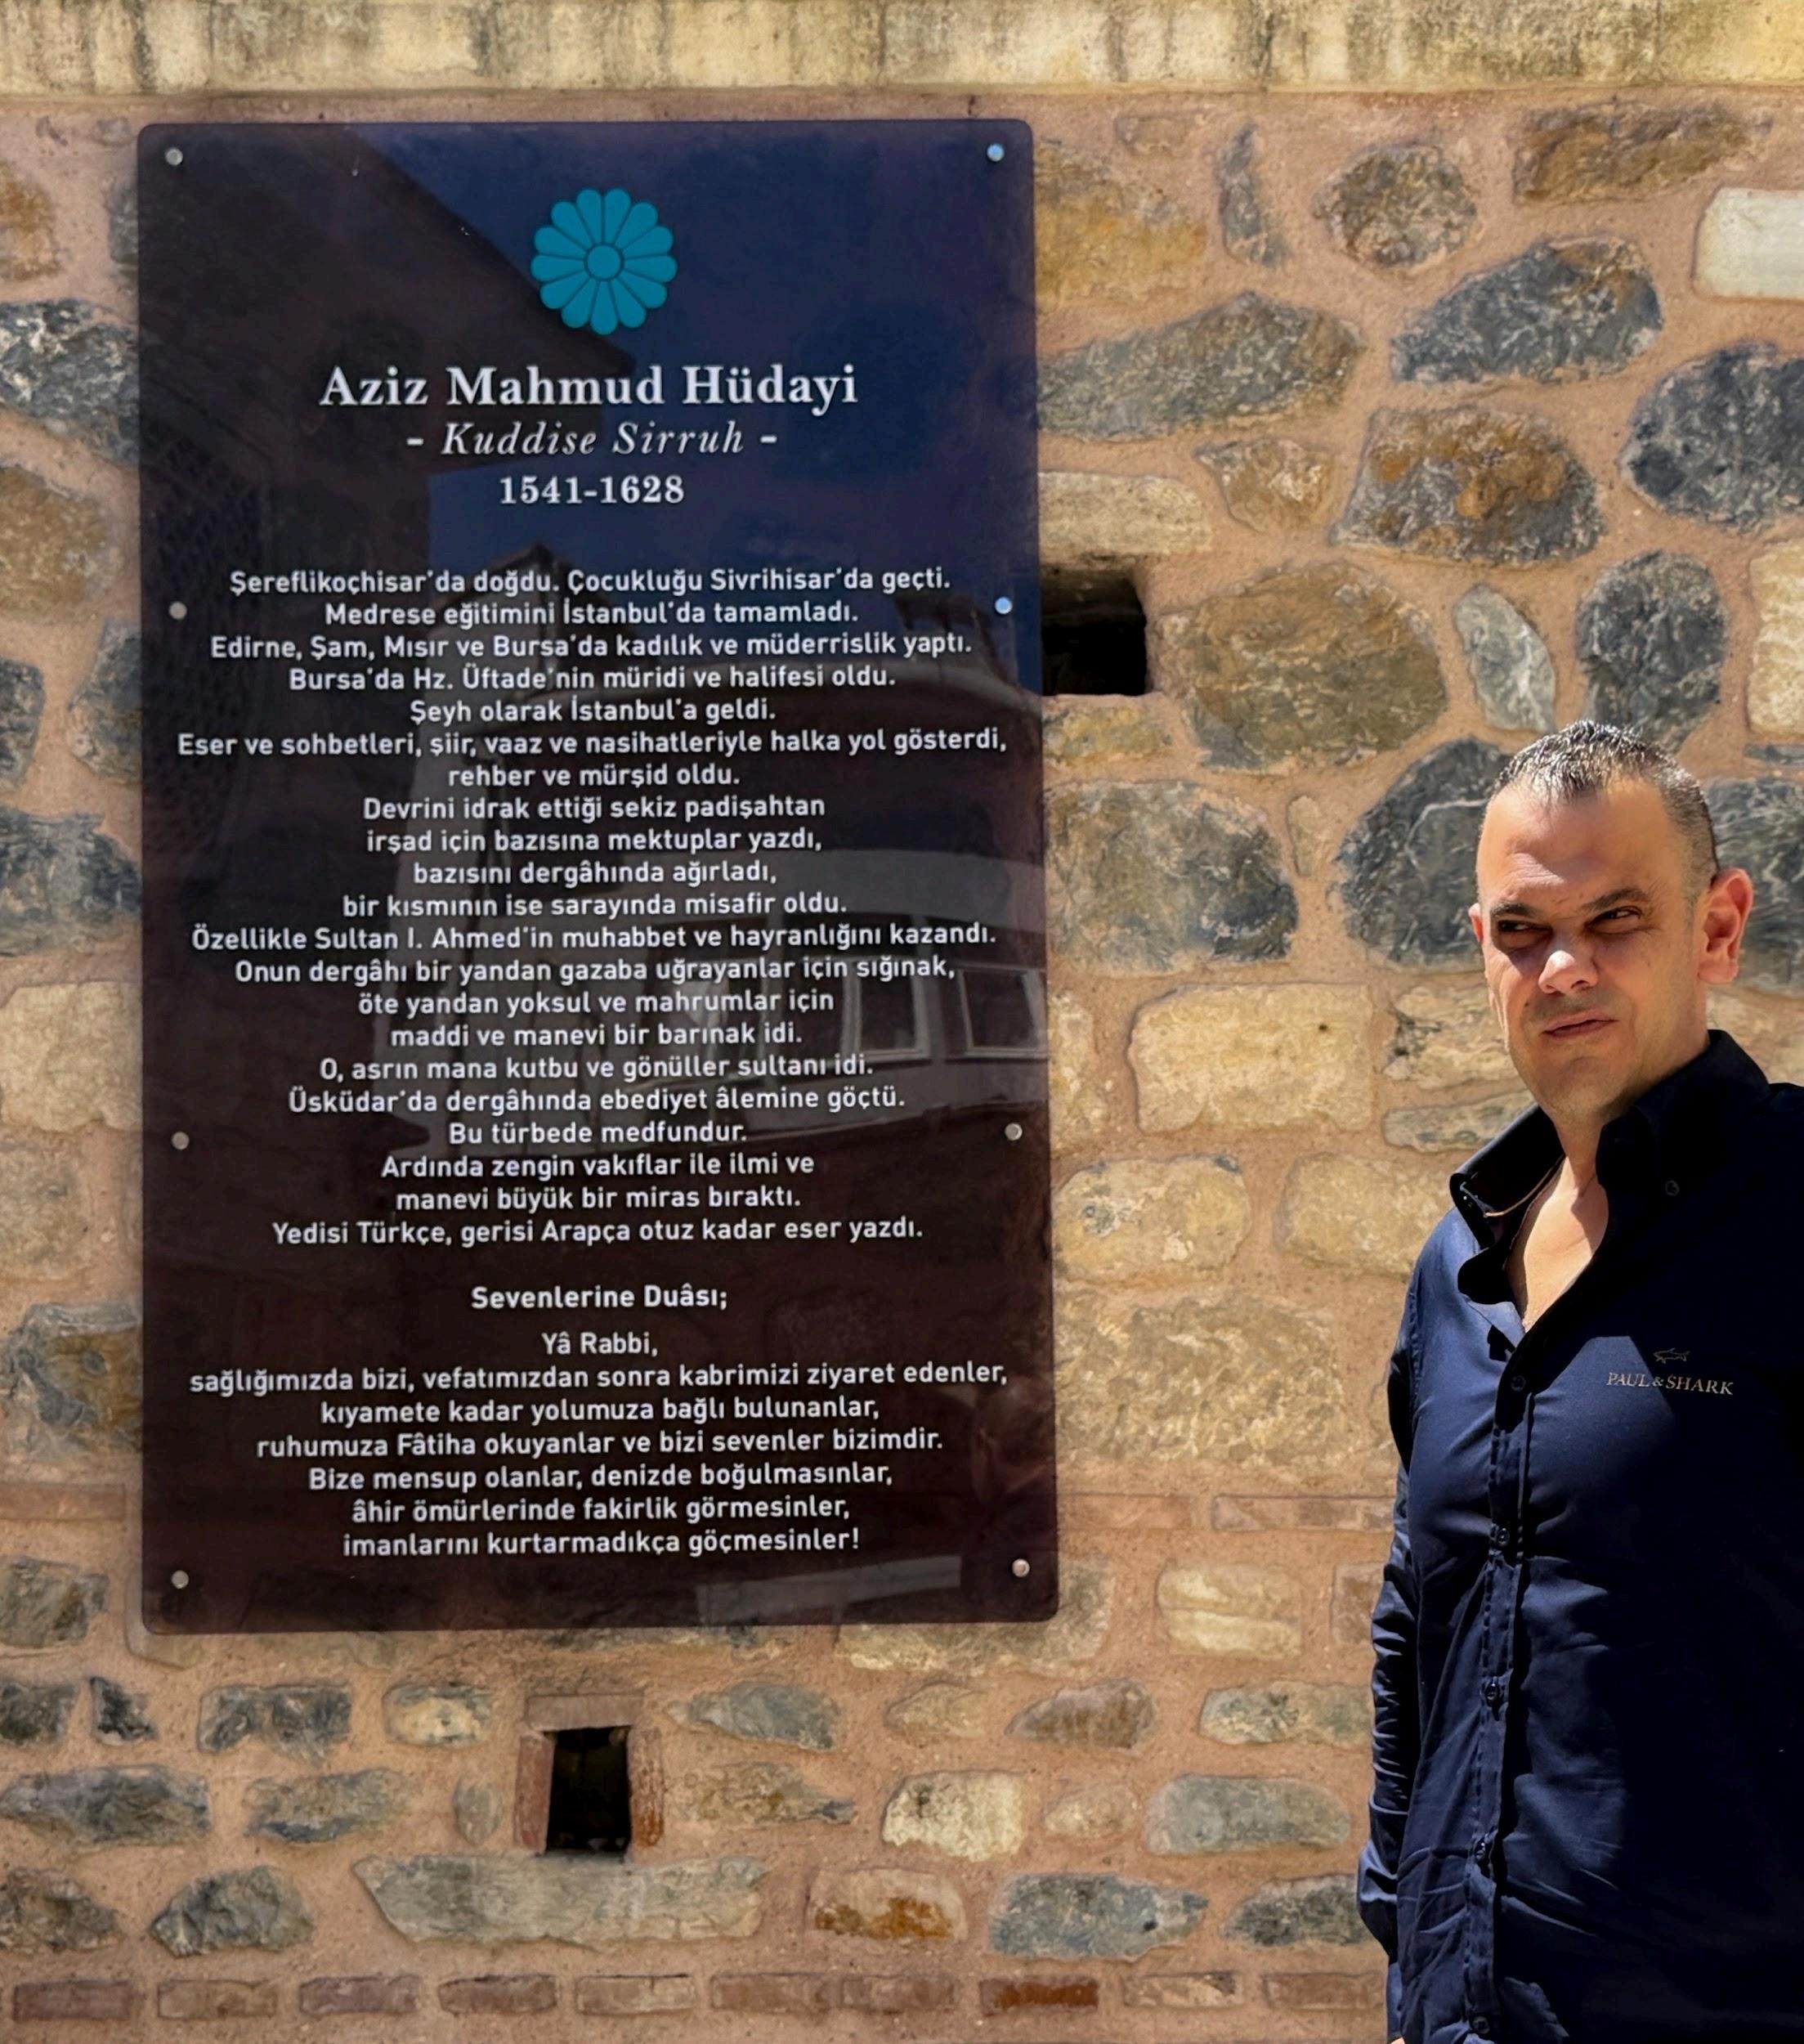 Aziz Mahmud Hüdayi
- Kuddise Sirruh -
1541-1628
Şereflikoçhisar'da doğdu. Çocukluğu Sivrihisar'da geçti.
Medrese eğitimini İstanbul'da tamamladı.
Edirne, Şam, Mısır ve Bursa'da kadılık ve müderrislik yaptı.
Bursa'da Hz. Üftade'nin müridi ve halifesi oldu.
Şeyh olarak İstanbul'a geldi.
Eser ve sohbetleri, şiir, vaaz ve nasihatleriyle halka yol gösterdi,
rehber ve mürşid oldu.
Devrini idrak ettiği sekiz padişahtan
irşad için bazısına mektuplar yazdı,
bazısını dergâhında ağırladı,
bir kısmının ise sarayında misafir oldu.
Özellikle Sultan I. Ahmed'in muhabbet ve hayranlığını kazandı.
Onun dergâhı bir yandan gazaba uğrayanlar için sığınak,
öte yandan yoksul ve mahrumlar için
maddi ve manevi bir barınak idi.
O, asrın mana kutbu ve gönüller sultanı idi.
Üsküdar'da dergâhında ebediyet âlemine göçtü.
Bu türbede medfundur.
Ardında zengin vakıflar ile ilmi ve
manevi büyük bir miras bıraktı.
Yedisi Türkçe, gerisi Arapça otuz kadar eser yazdı.
Sevenlerine Duâsı;
Yâ Rabbi,
sağlığımızda bizi, vefatımızdan sonra kabrimizi ziyaret edenler,
kıyamete kadar yolumuza bağlı bulunanlar,
ruhumuza Fâtiha okuyanlar ve bizi sevenler bizimdir.
Bize mensup olanlar, denizde boğulmasınlar,
âhir ömürlerinde fakirlik görmesinler,
imanlarını kurtarmadıkça göçmesinler!
PAUL & SHARK